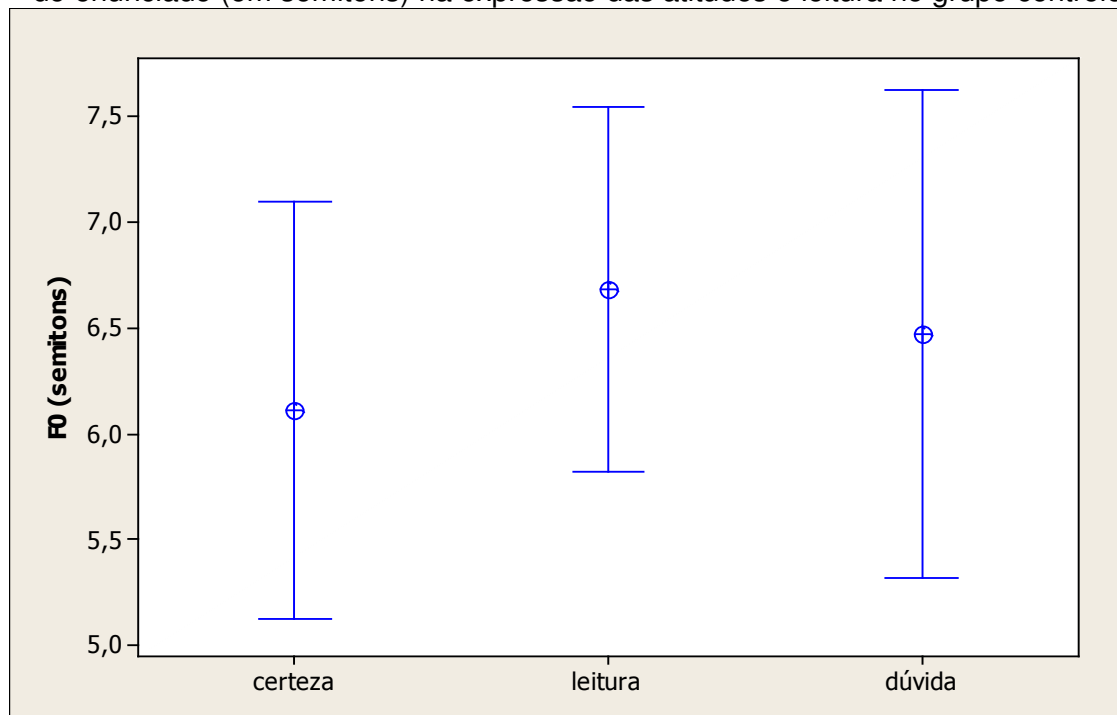 do enunciado (em semitons) na expressão das atitudes e leitura no grupo controle
7,5
7,0
6,5
6,0
5,5
5,0
F0 (semitons)
certeza leitura dúvida